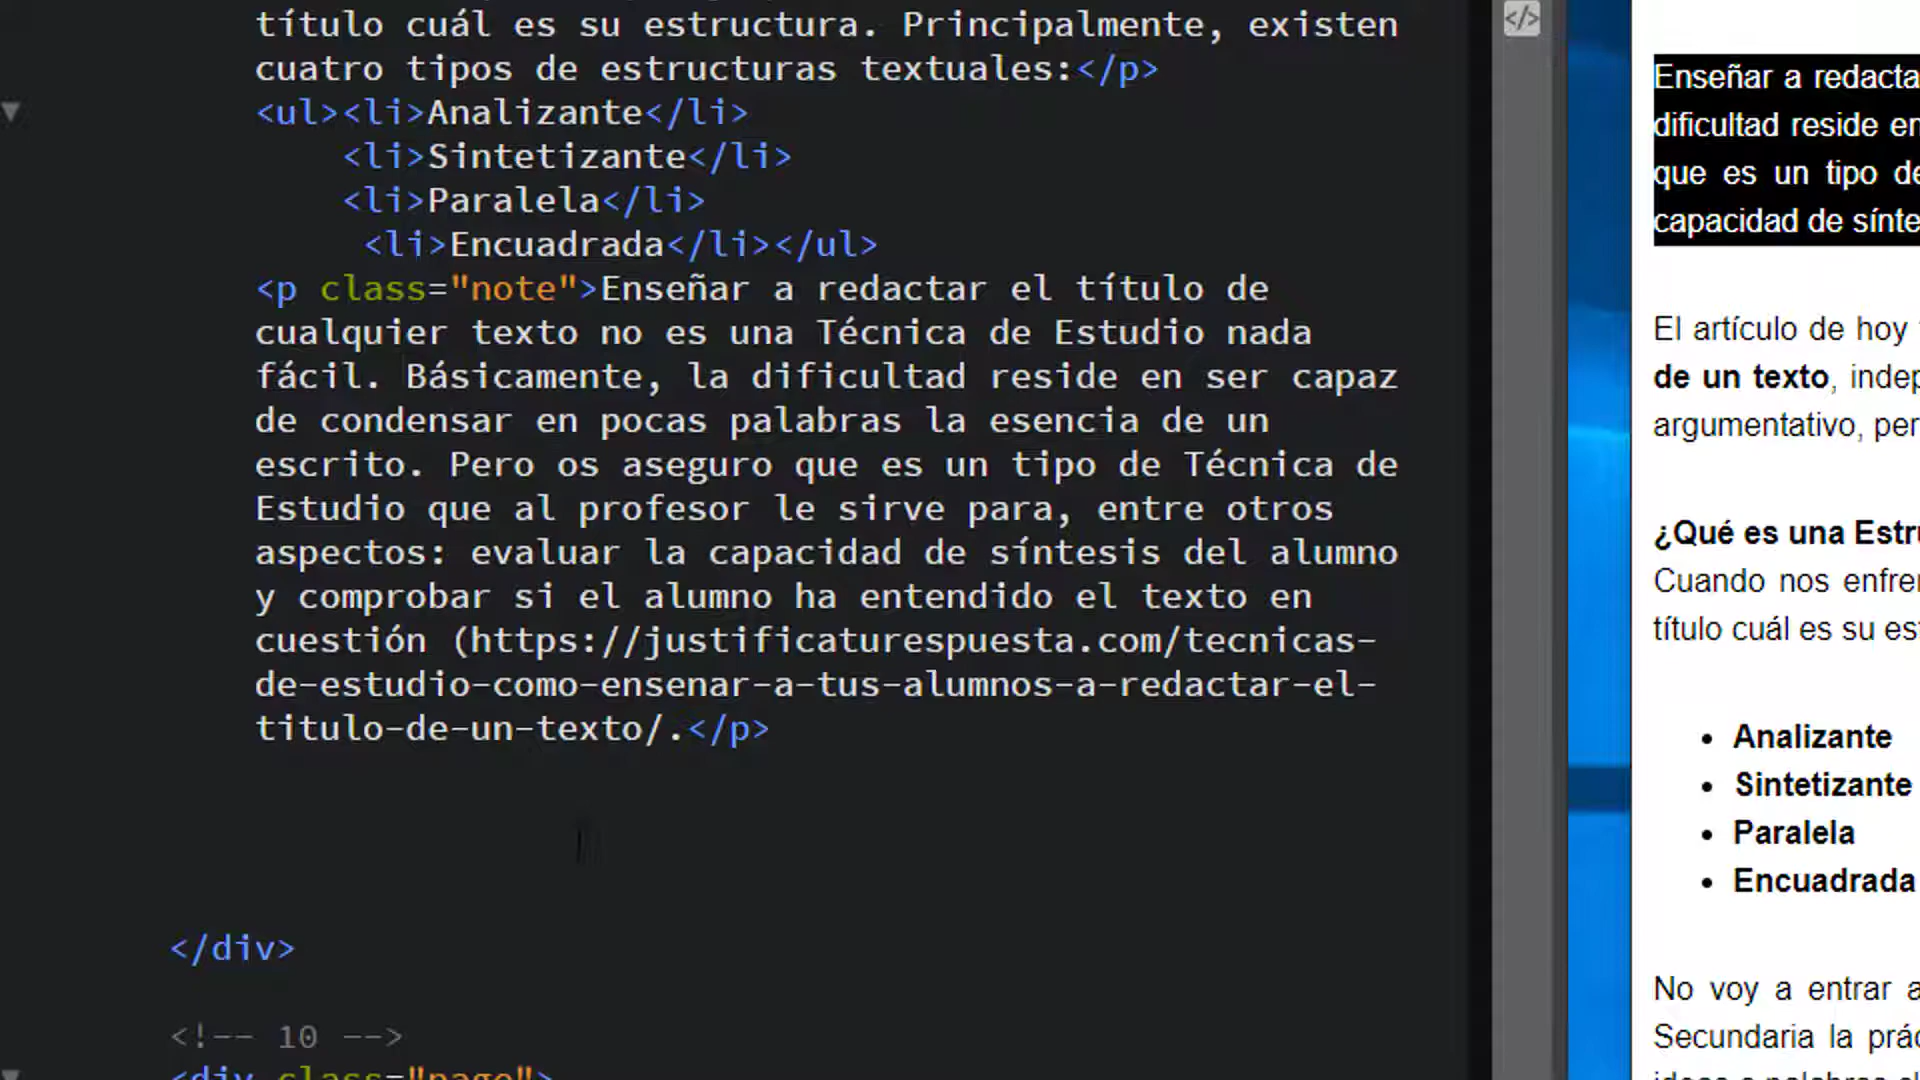 título cuál es su estructura. Principalmente, existen
cuatro tipos de estructuras textuales:</p>
<ul><li>Analizante</li>
<li>Sintetizante</li>
<li>Paralela</li>
<li>Encuadrada</li></ul>
<p class="note">Enseñar a redactar el título de
cualquier texto no es una Técnica de Estudio nada
fácil. Básicamente, la dificultad reside en ser capaz
de condensar en pocas palabras la esencia de un
escrito. Pero os aseguro que es un tipo de Técnica de
Estudio que al profesor le sirve para, entre otros
aspectos: evaluar la capacidad de síntesis del alumno
y comprobar si el alumno ha entendido el texto en
cuestión (https://justificaturespuesta.com/tecnicas-
de-estudio-como-ensenar-a-tus-alumnos-a-redactar-el-
titulo-de-un-texto/.</p>
</div>
<!-- 10 -->
<div class="page">
</>
Enseñar a redacta
dificultad reside en
que es un tipo de
capacidad de sínte
El artículo de hoy
de un texto, indep
argumentativo, per
¿Qué es una Estru
Cuando nos enfren
título cuál es su es
• Analizante
• Sintetizante
• Paralela
• Encuadrada
No voy a entrar a
Secundaria la prác